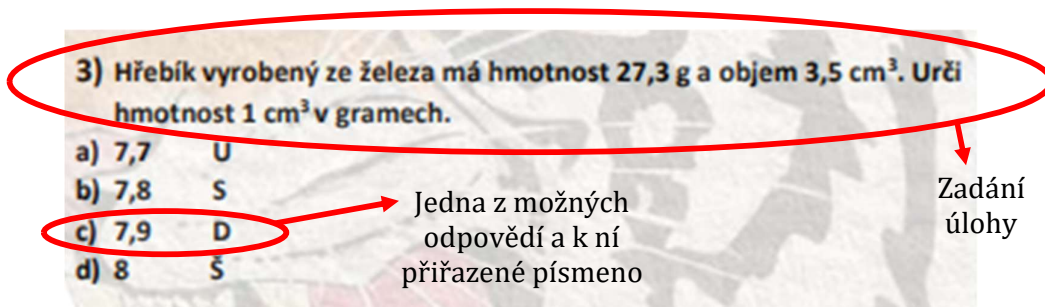 3) Hřebík vyrobený ze železa má hmotnost 27,3 g a objem 3,5 cm³. Urči
hmotnost 1 cm³ v gramech.
a) 7,7 U
b) 7,8 S
c) 7,9 D
d) 8 Š
Jedna z možných
odpovědí a k ní
přiřazené písmeno
Zadání
úlohy